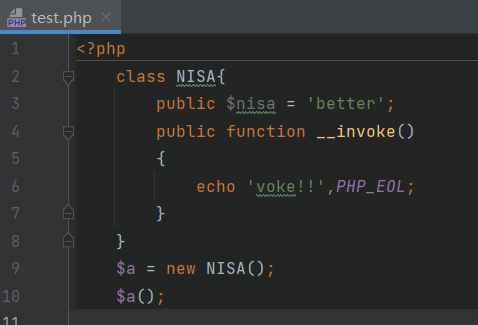 test.php
1 <?php
2 class NISA{
3 public $nisa = 'better';
4 public function __invoke()
5 {
6 echo 'voke!!',PHP_EOL;
7 }
8 }
9 $a = new NISA();
10 $a();
11